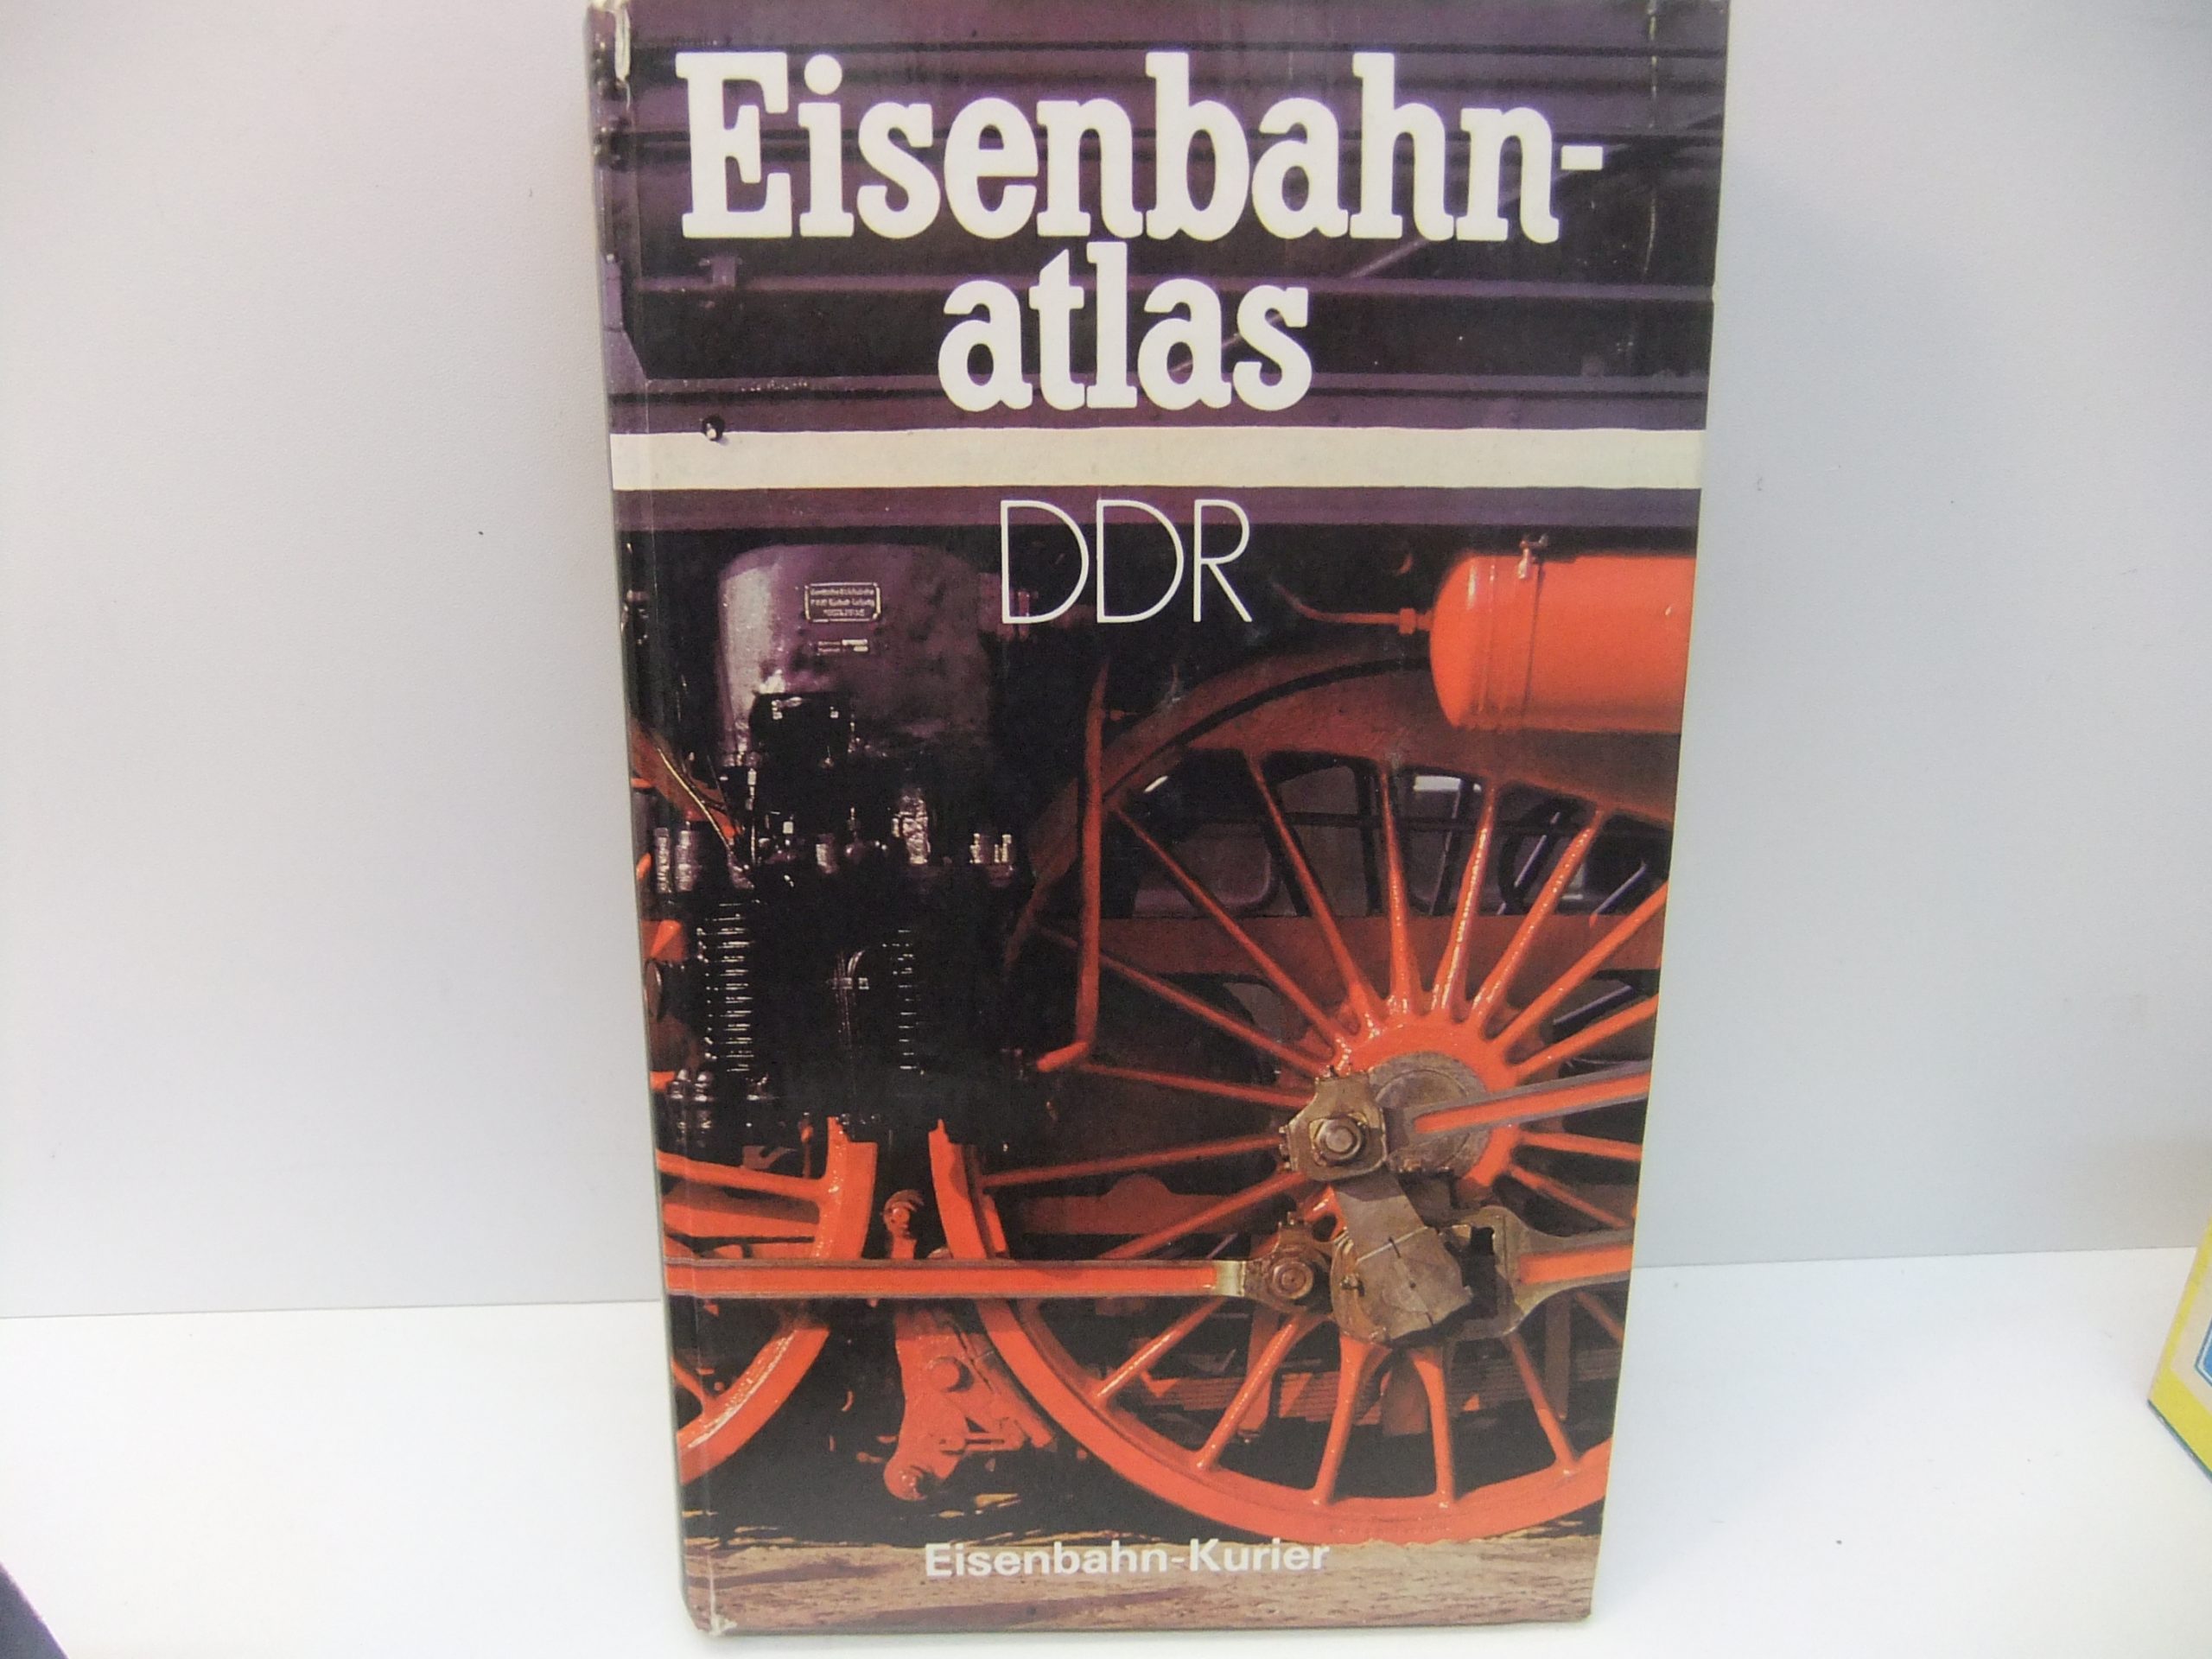 Eisenbahn-
atlas
DDR
Eisenbahn-Kurier